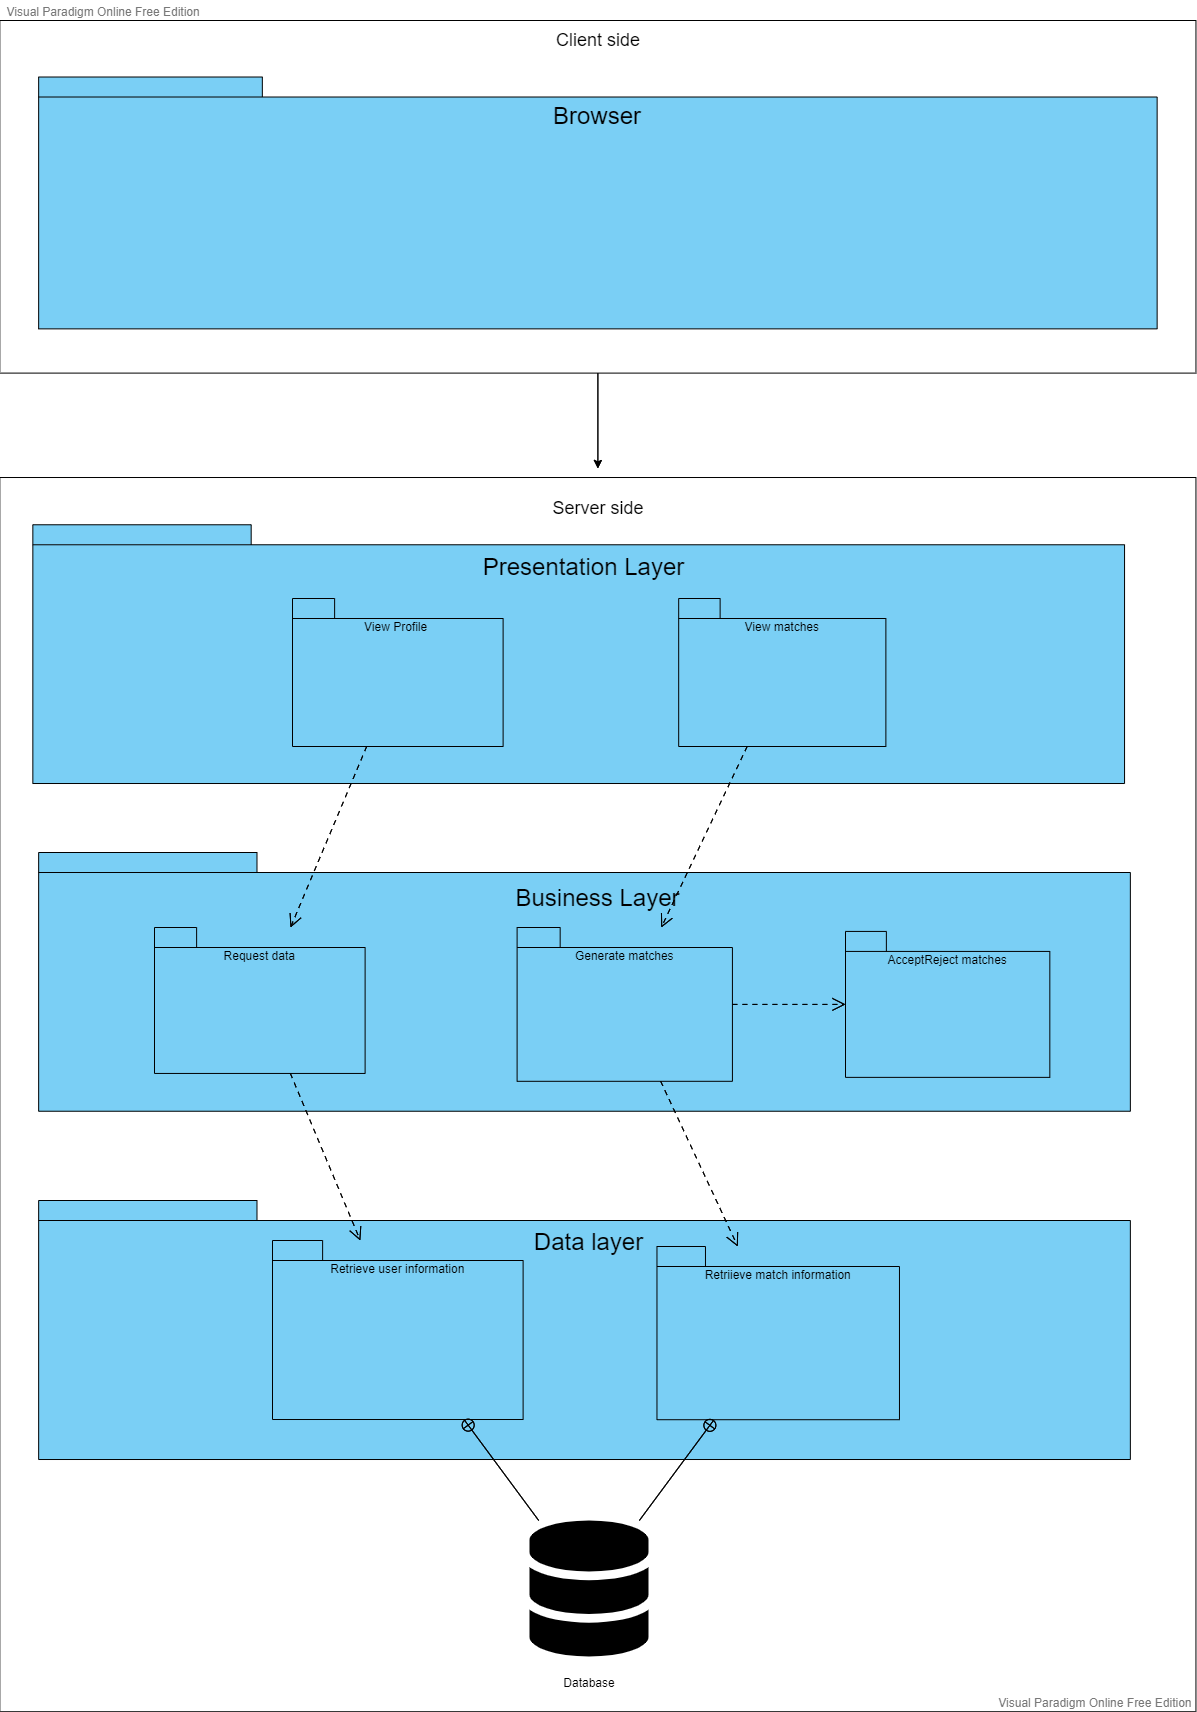 Visual Paradigm Online Free Edition
Client side
Browser
Server side
Presentation Layer
View Profile
View matches
Business Layer
Request data
Generate matches
AcceptReject matches
Data layer
Retrieve user information
Retriieve match information
Database
Visual Paradigm Online Free Edition